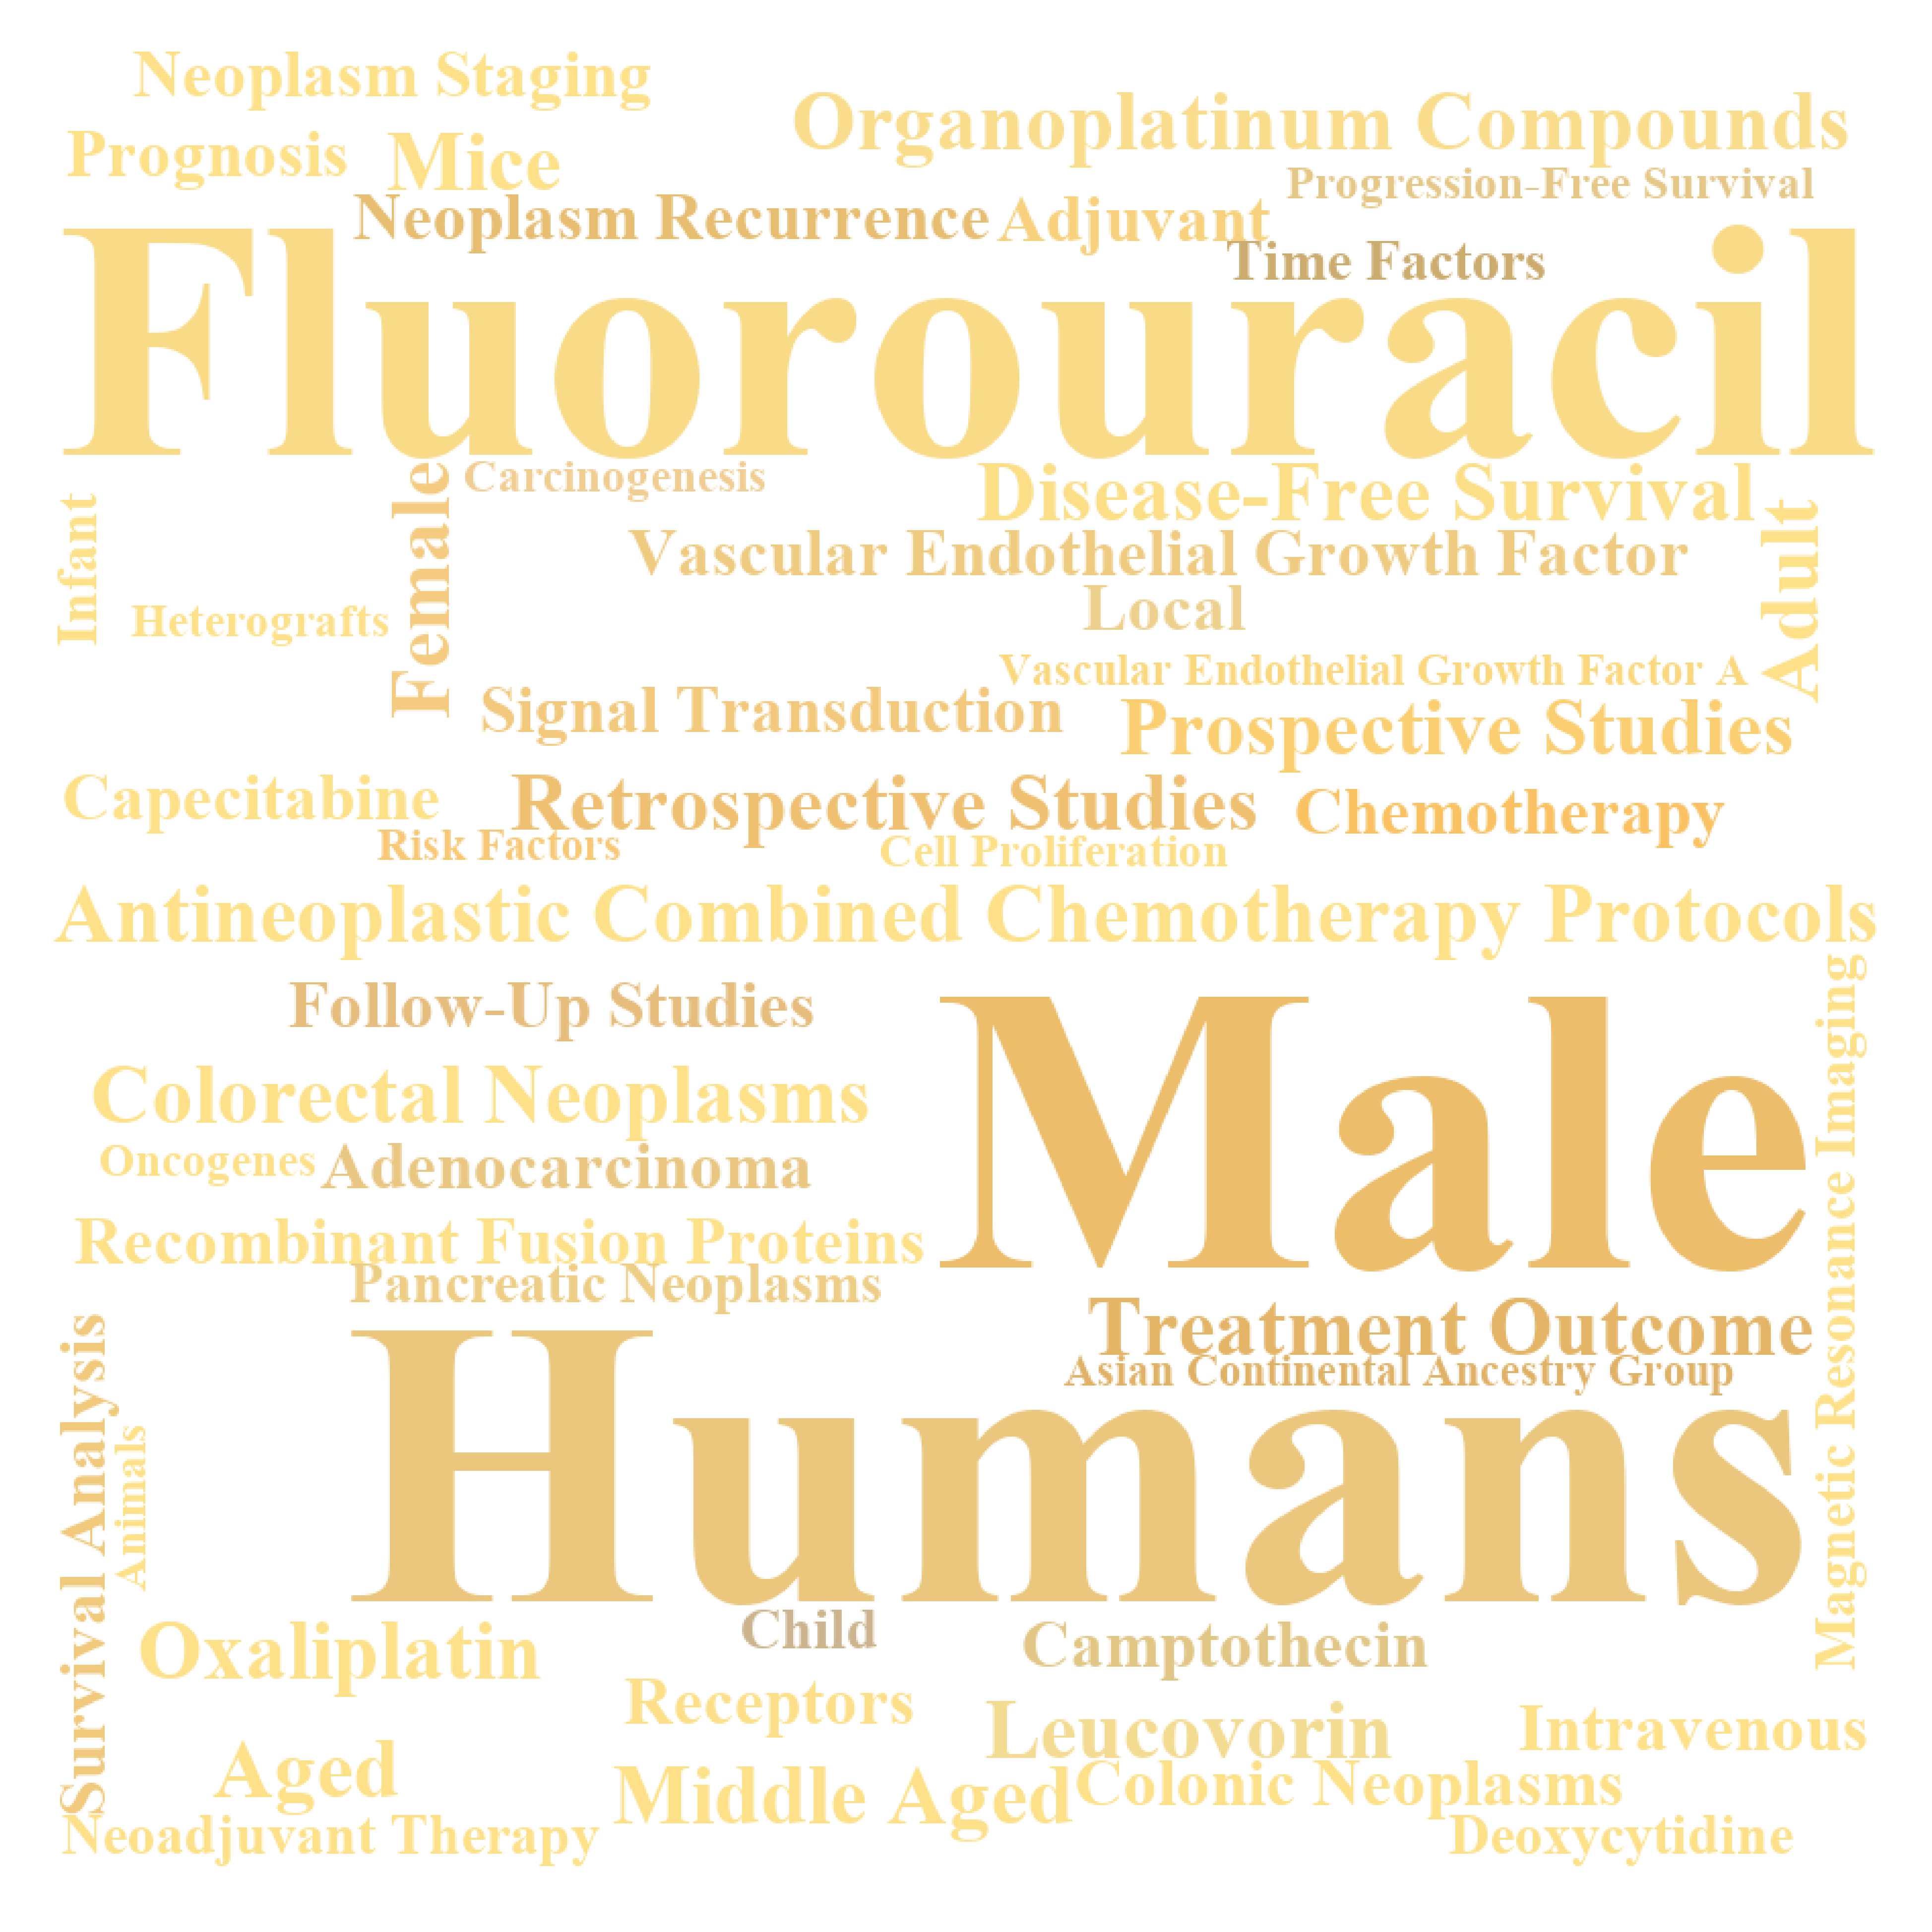 Neoplasm Staging
Organoplatinum Compounds
Prognosis
Mice
Progression-Free Survival
Neoplasm Recurrence
Adjuvant
Time Factors
Fluorouracil
Carcinogenesis
Disease-Free Survival
Infant
Female
Adult
Vascular Endothelial Growth Factor
Local
Heterografts
Vascular Endothelial Growth Factor A
Signal Transduction
Prospective Studies
Capecitabine
Retrospective Studies
Chemotherapy
Risk Factors
Cell Proliferation
Antineoplastic Combined Chemotherapy Protocols
Follow-Up Studies
Male
Magnetic Resonance Imaging
Colorectal Neoplasms
Oncogenes
Adenocarcinoma
Recombinant Fusion Proteins
Pancreatic Neoplasms
Treatment Outcome
Asian Continental Ancestry Group
Survival Analysis
Animals
Humans
Oxaliplatin
Child
Camptothecin
Receptors
Leucovorin
Intravenous
Aged
Middle Aged
Colonic Neoplasms
Neoadjuvant Therapy
Deoxycytidine